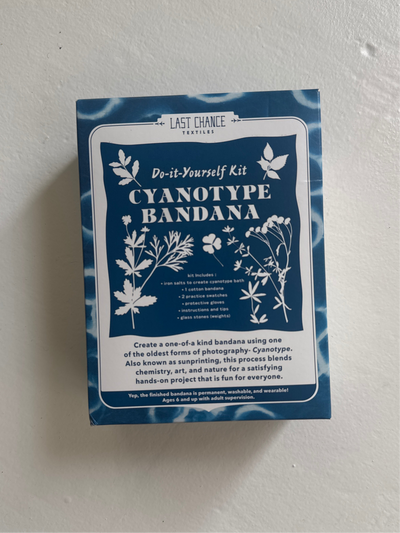 LAST CHANCE
TEXTILES
Do-it-Yourself Kit
CYANOTYPE
BANDANA
kit includes :
• iron salts to create cyanotype bath
• 1 cotton bandana
• 2 practice swatches
• protective gloves
• instructions and tips
• glass stones (weights)
Create a one-of-a kind bandana using one
of the oldest forms of photography- Cyanotype.
Also known as sunprinting, this process blends
chemistry, art, and nature for a satisfying
hands-on project that is fun for everyone.
Yep, the finished bandana is permanent, washable, and wearable!
Ages 6 and up with adult supervision.